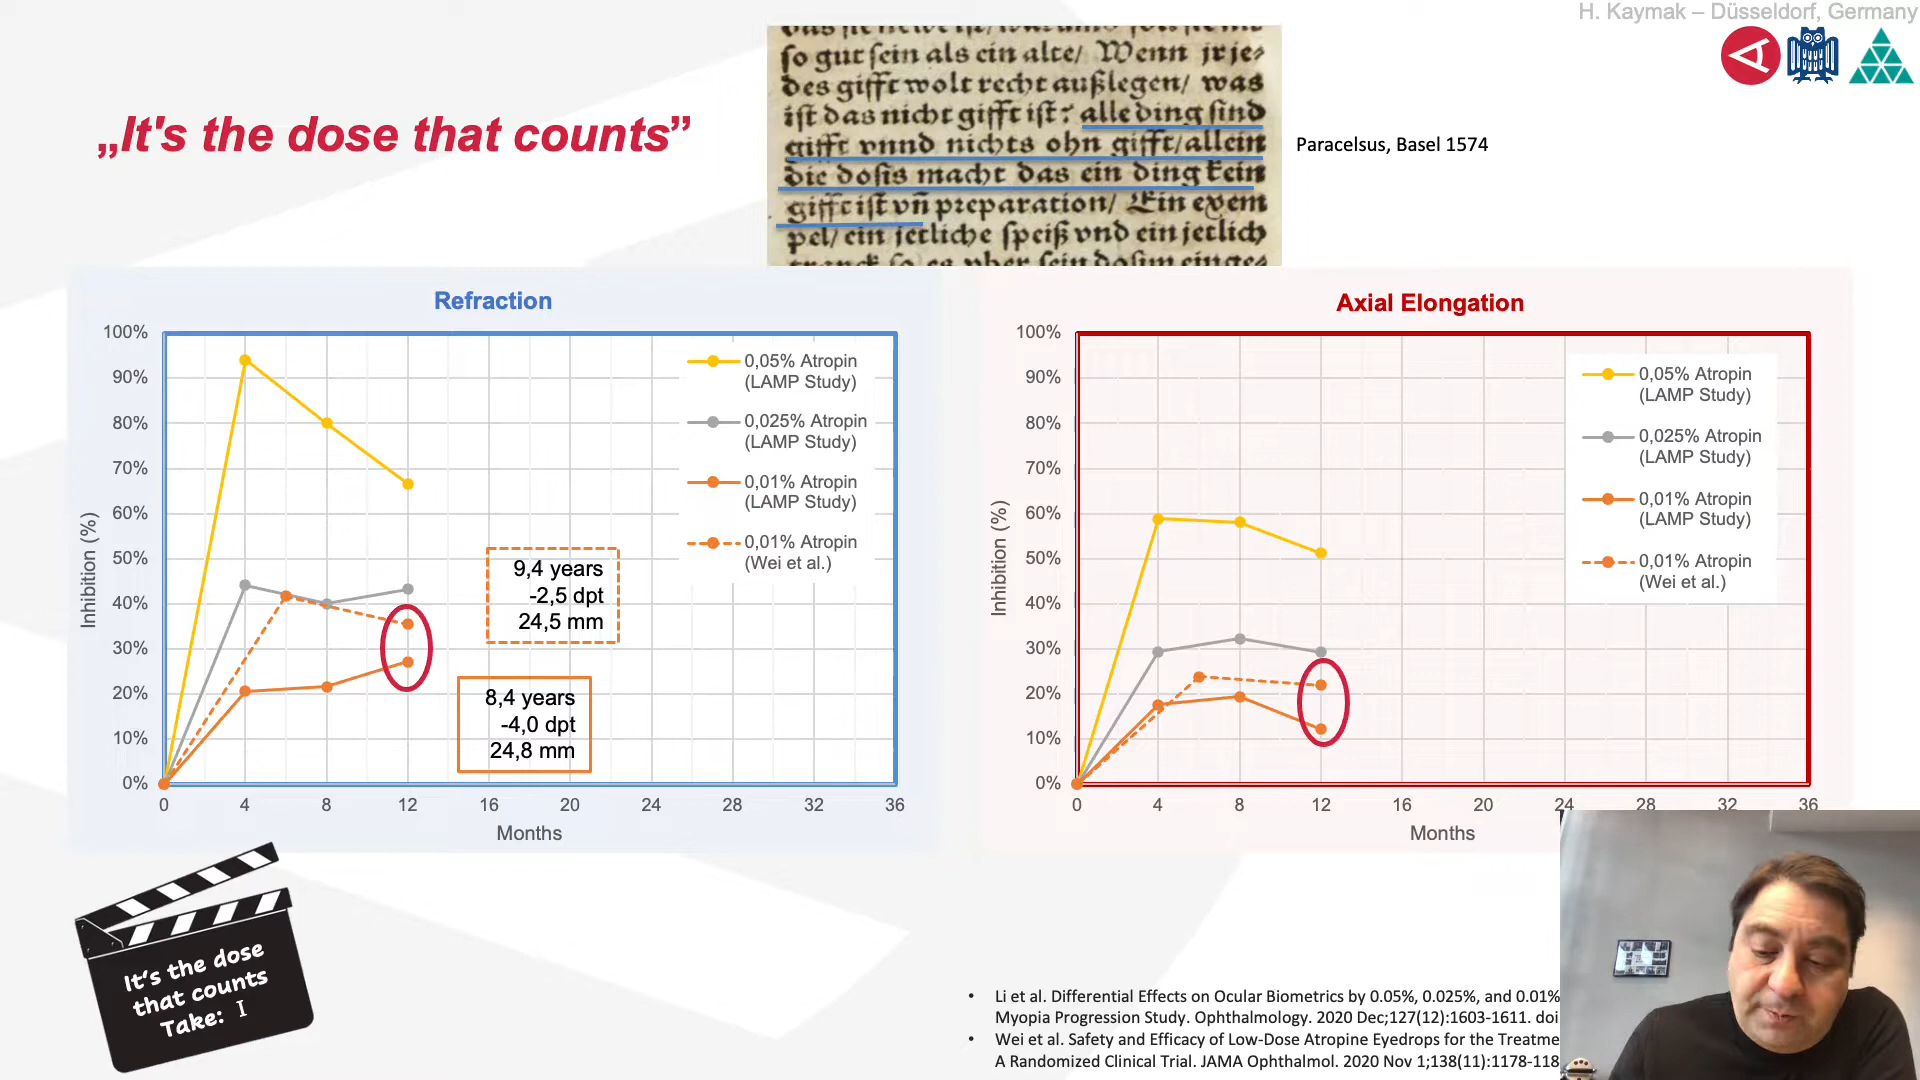 H. Kaymak – Düsseldorf, Germany
„It's the dose that counts”
so gut sein als ein alte/ Wenn jr je⸗
des gifft wolt recht außlegen/ was
ist das nicht gifft ist? alle ding sind
gifft vnnd nichts ohn gifft/ allein
die dosis macht das ein ding kein
gifft ist vñ preparation/ Ein exem
pel/ ein jetliche speiß vnd ein jetlich
Paracelsus, Basel 1574
Refraction
100%
90%
80%
70%
60%
50%
40%
30%
20%
10%
0%
Inhibition (%)
0 4 8 12 16 20 24 28 32 36
Months
0,05% Atropin
(LAMP Study)
0,025% Atropin
(LAMP Study)
0,01% Atropin
(LAMP Study)
0,01% Atropin
(Wei et al.)
9,4 years
-2,5 dpt
24,5 mm
8,4 years
-4,0 dpt
24,8 mm
Axial Elongation
100%
90%
80%
70%
60%
50%
40%
30%
20%
10%
0%
Inhibition (%)
0 4 8 12 16 20 24 28 32 36
Months
0,05% Atropin
(LAMP Study)
0,025% Atropin
(LAMP Study)
0,01% Atropin
(LAMP Study)
0,01% Atropin
(Wei et al.)
It's the dose
that counts
Take: I
• Li et al. Differential Effects on Ocular Biometrics by 0.05%, 0.025%, and 0.01%
Myopia Progression Study. Ophthalmology. 2020 Dec;127(12):1603-1611. doi
• Wei et al. Safety and Efficacy of Low-Dose Atropine Eyedrops for the Treatme
A Randomized Clinical Trial. JAMA Ophthalmol. 2020 Nov 1;138(11):1178-118